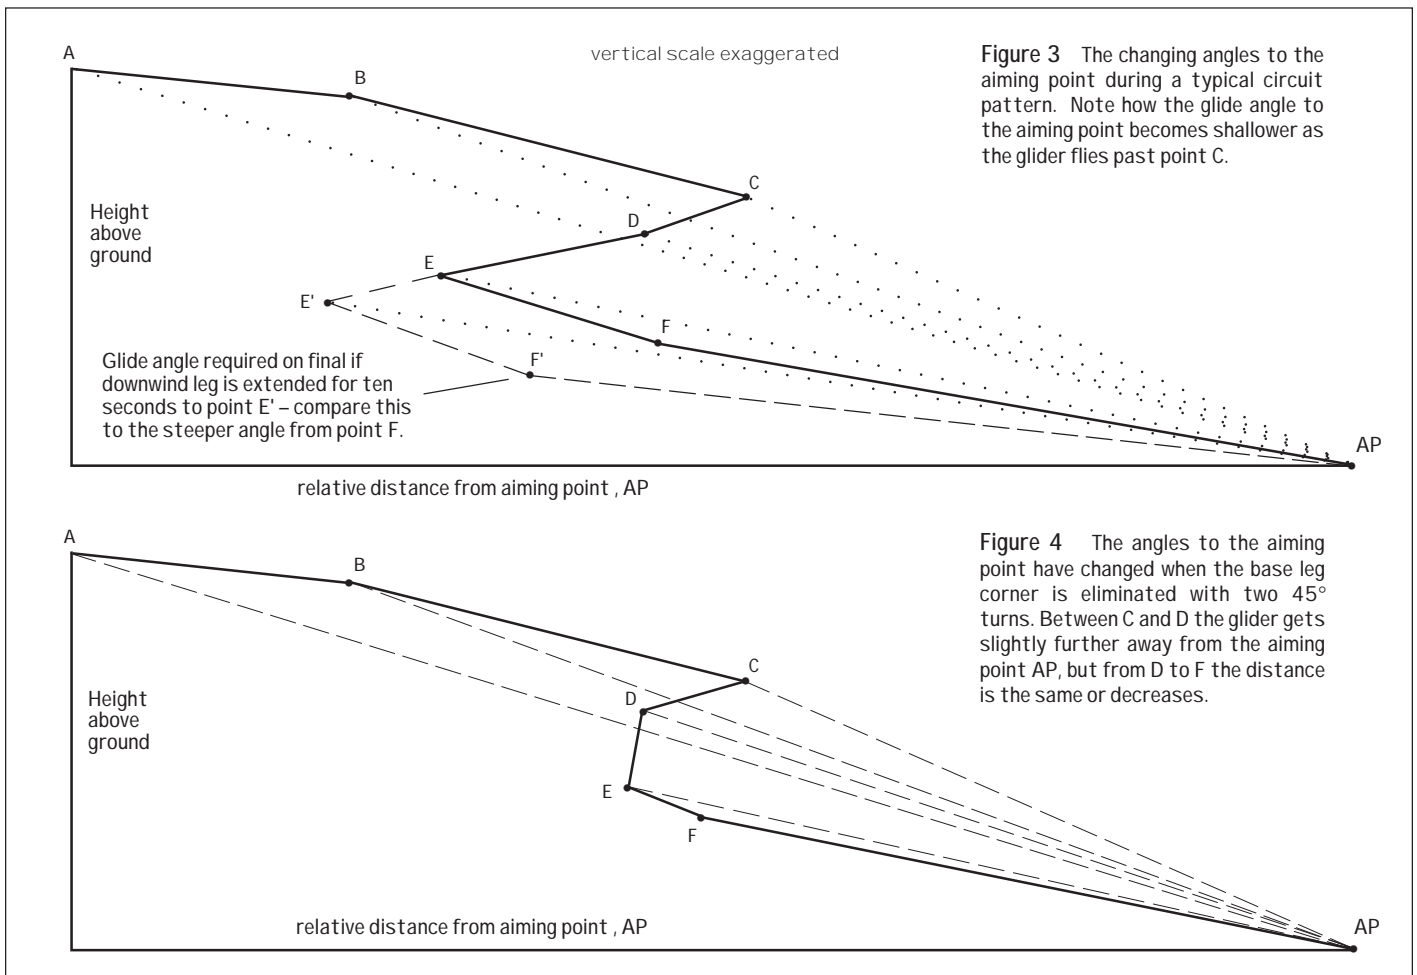 A
B
vertical scale exaggerated
Figure 3 The changing angles to the
aiming point during a typical circuit
pattern. Note how the glide angle to
the aiming point becomes shallower as
the glider flies past point C.
C
D
Height
above
ground
E
E'
F
F'
Glide angle required on final if
downwind leg is extended for ten
seconds to point E' – compare this
to the steeper angle from point F.
AP
relative distance from aiming point , AP
A
B
Figure 4 The angles to the aiming
point have changed when the base leg
corner is eliminated with two 45°
turns. Between C and D the glider gets
slightly further away from the aiming
point AP, but from D to F the distance
is the same or decreases.
C
D
Height
above
ground
E
F
AP
relative distance from aiming point , AP